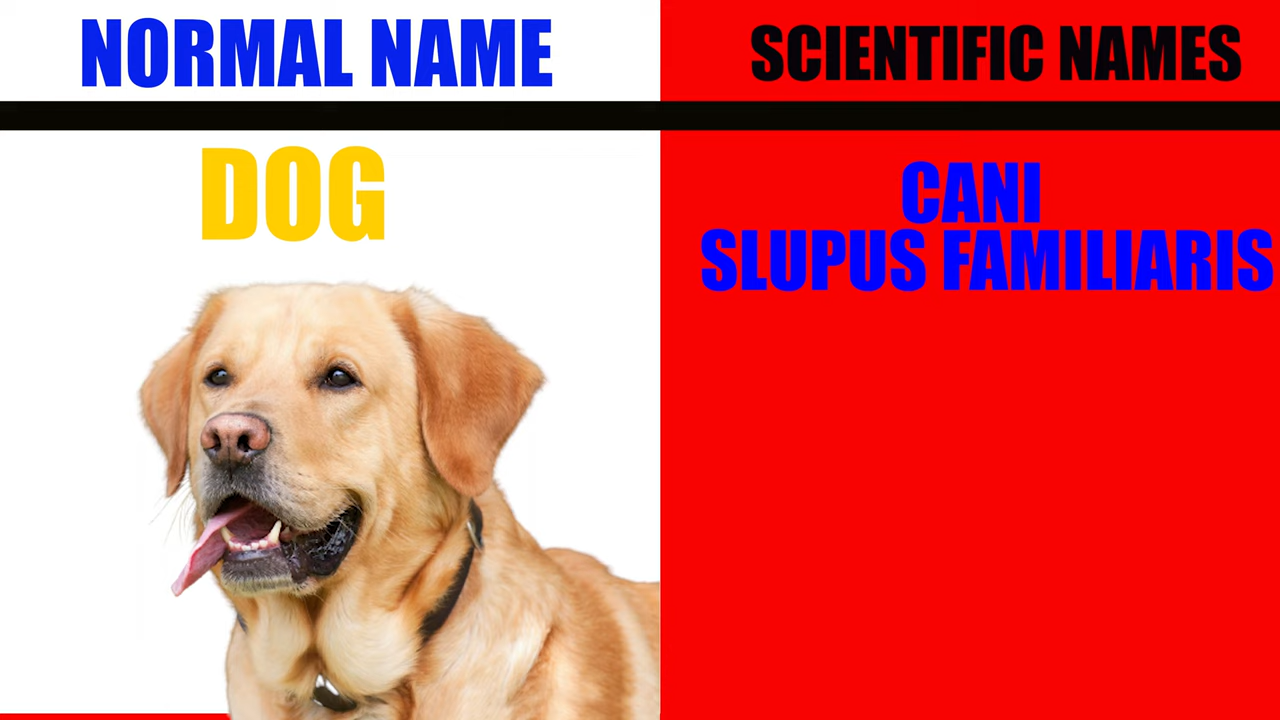 NORMAL NAME
SCIENTIFIC NAMES
DOG
CANI
SLUPUS FAMILIARIS